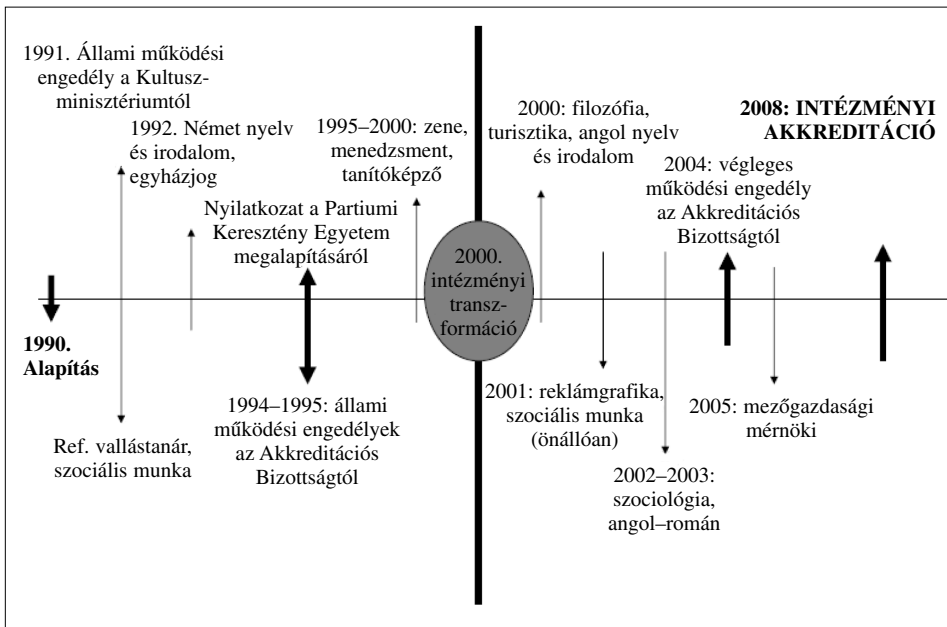 1991. Állami működési
engedély a Kultusz-
minisztériumtól
1992. Német nyelv
és irodalom,
egyházjog
1995–2000: zene,
menedzsment,
tanítóképző
Nyilatkozat a Partiumi
Keresztény Egyetem
megalapításáról
1990.
Alapítás
Ref. vallástanár,
szociális munka
1994–1995: állami
működési engedélyek
az Akkreditációs
Bizottságtól
2000.
intézményi
transz-
formáció
2000: filozófia,
turisztika, angol nyelv
és irodalom
2008: INTÉZMÉNYI
AKKREDITÁCIÓ
2004: végleges
működési engedély
az Akkreditációs
Bizottságtól
2001: reklámgrafika,
szociális munka
(önállóan)
2002–2003:
szociológia,
angol–román
2005: mezőgazdasági
mérnöki